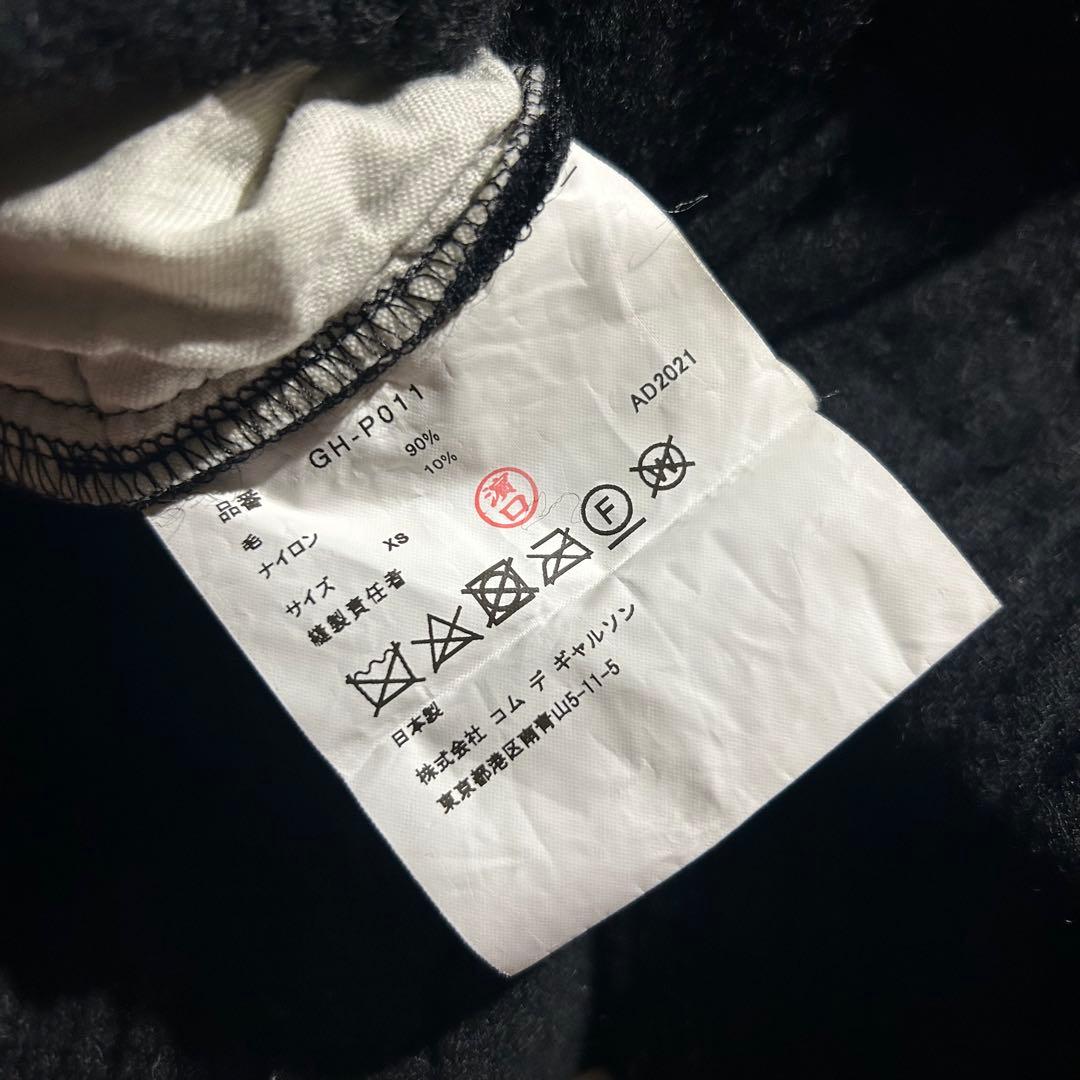 品番 GH-P011
毛 90%
ナイロン 10%
サイズ XS AD2021
縫製責任者 濱口
F
W
日本製
株式会社 コム デ ギャルソン
東京都港区南青山5-11-5